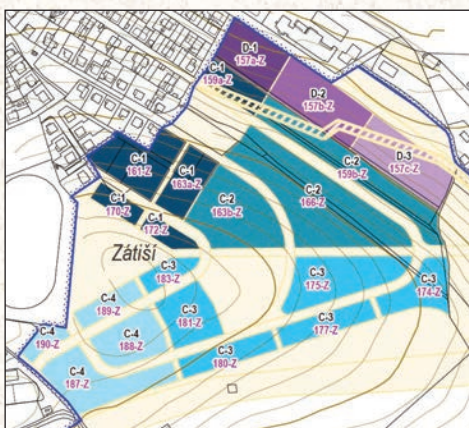 D-1
157a-Z
C-1
159a-Z
D-2
157b-Z
C-1
161-Z
C-1
163a-Z
C-2
159b-Z
D-3
157c-Z
C-1
170-Z
C-2
163b-Z
C-2
166-Z
C-1
172-Z
Zátiší
C-3
183-Z
C-3
175-Z
C-3
174-Z
C-4
189-Z
C-3
181-Z
C-3
177-Z
C-4
190-Z
C-4
188-Z
C-3
180-Z
C-4
187-Z